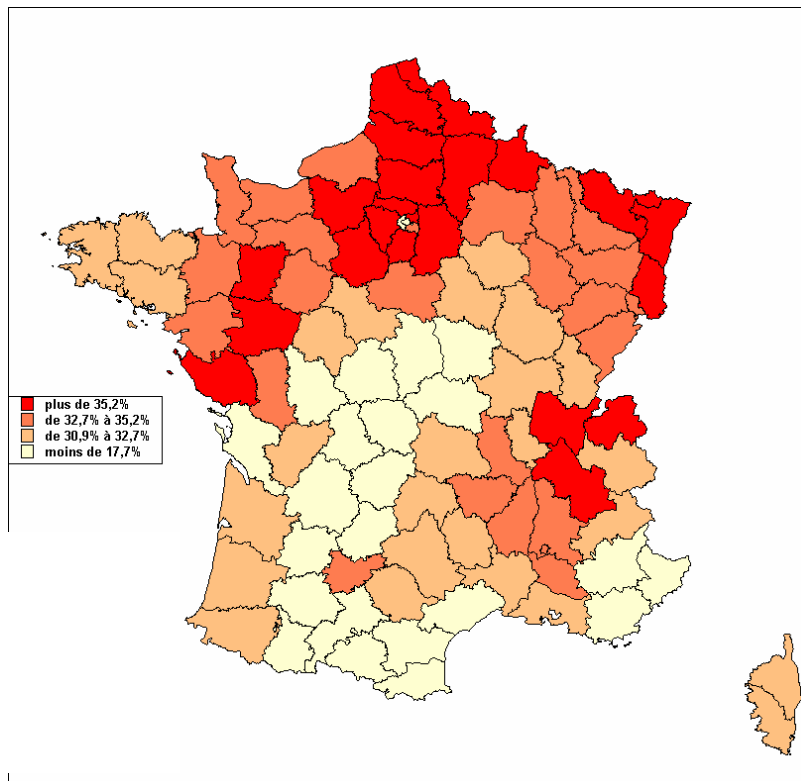 plus de 35,2%
de 32,7% à 35,2%
de 30,9% à 32,7%
moins de 17,7%